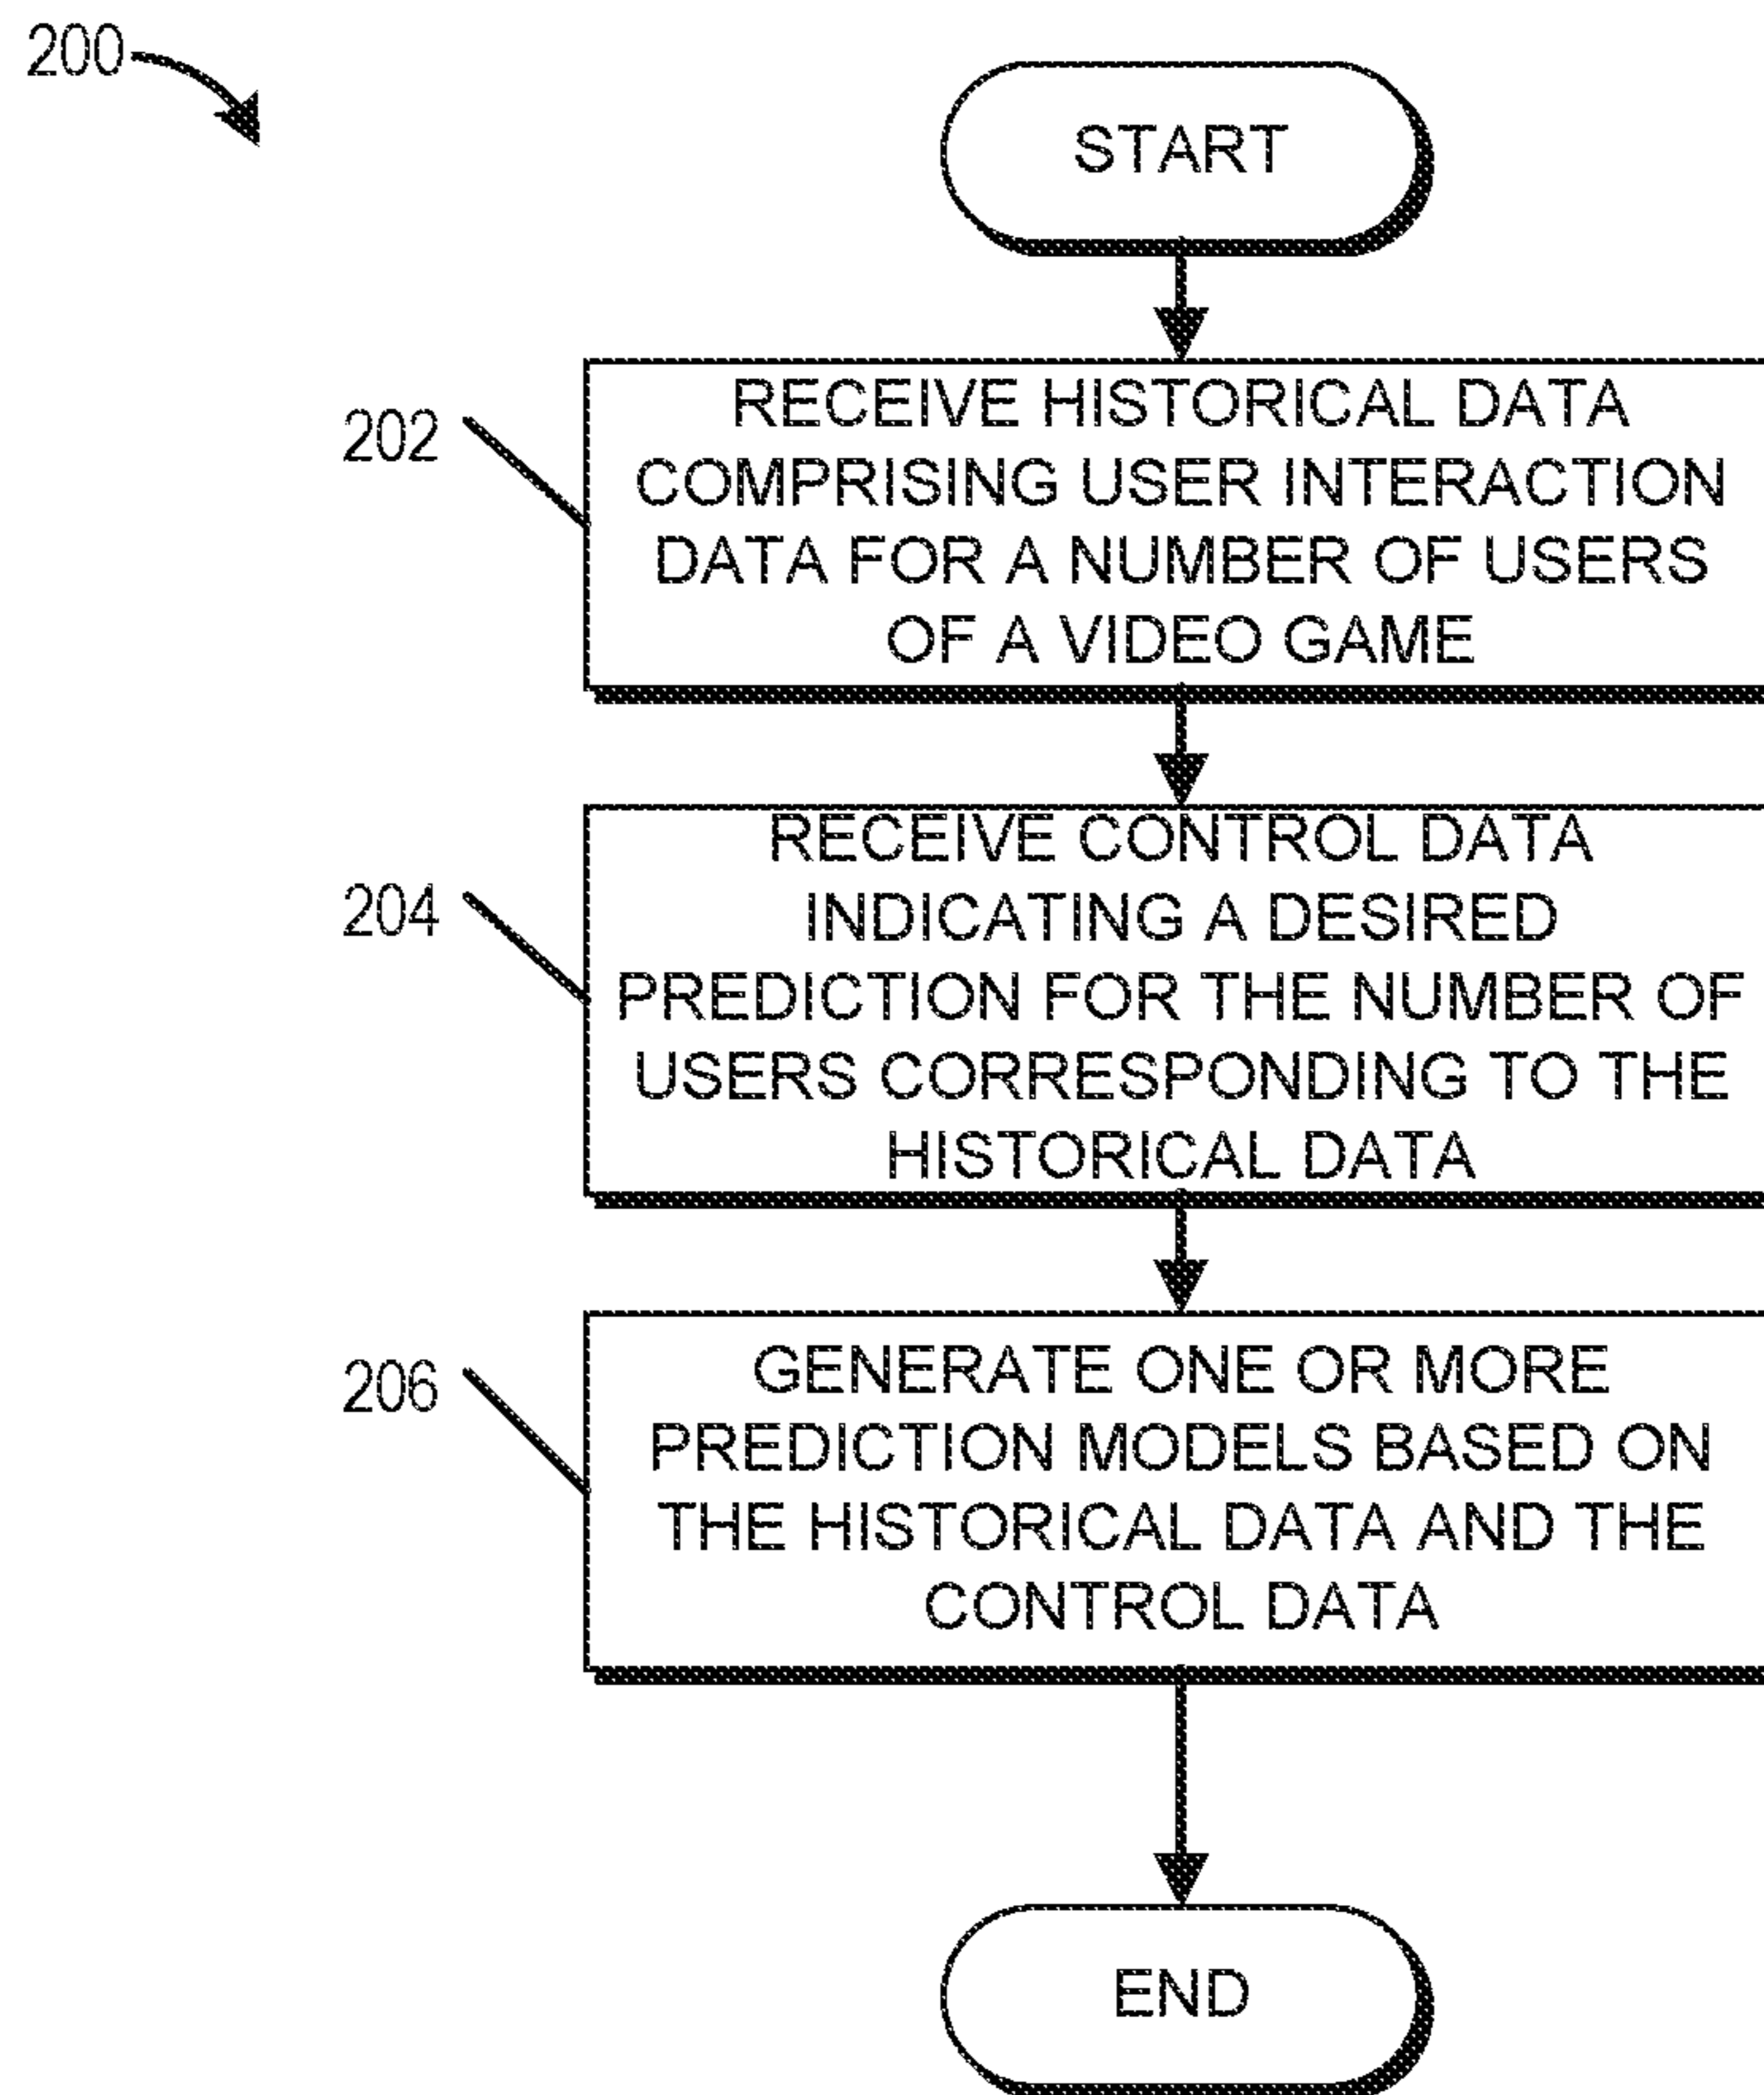 200
START
202
RECEIVE HISTORICAL DATA
COMPRISING USER INTERACTION
DATA FOR A NUMBER OF USERS
OF A VIDEO GAME
204
RECEIVE CONTROL DATA
INDICATING A DESIRED
PREDICTION FOR THE NUMBER OF
USERS CORRESPONDING TO THE
HISTORICAL DATA
206
GENERATE ONE OR MORE
PREDICTION MODELS BASED ON
THE HISTORICAL DATA AND THE
CONTROL DATA
END